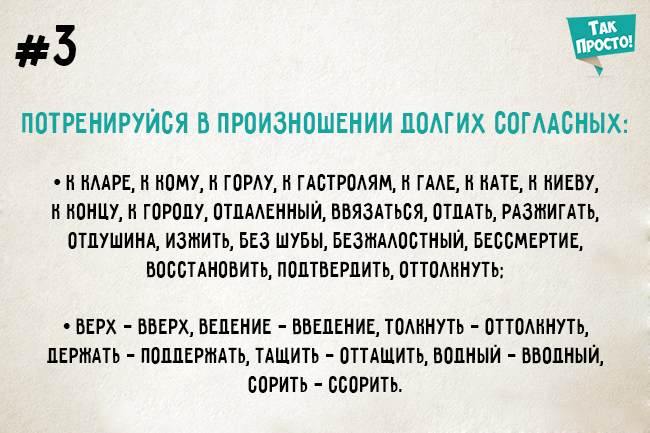 #3
Так
Просто!
ПОТРЕНИРУЙСЯ В ПРОИЗНОШЕНИИ ДОЛГИХ СОГЛАСНЫХ:
• К КЛАРЕ, К КОМУ, К ГОРЛУ, К ГАСТРОЛЯМ, К ГАЛЕ, К КАТЕ, К КИЕВУ,
К КОНЦУ, К ГОРОДУ, ОТДАЛЕННЫЙ, ВВЯЗАТЬСЯ, ОТДАТЬ, РАЗЖИГАТЬ,
ОТДУШИНА, ИЗЖИТЬ, БЕЗ ШУБЫ, БЕЗЖАЛОСТНЫЙ, БЕССМЕРТИЕ,
ВОССТАНОВИТЬ, ПОДТВЕРДИТЬ, ОТТОЛКНУТЬ;
• ВЕРХ – ВВЕРХ, ВЕДЕНИЕ – ВВЕДЕНИЕ, ТОЛКНУТЬ – ОТТОЛКНУТЬ,
ДЕРЖАТЬ – ПОДДЕРЖАТЬ, ТАЩИТЬ – ОТТАЩИТЬ, ВОДНЫЙ – ВВОДНЫЙ,
СОРИТЬ – ССОРИТЬ.